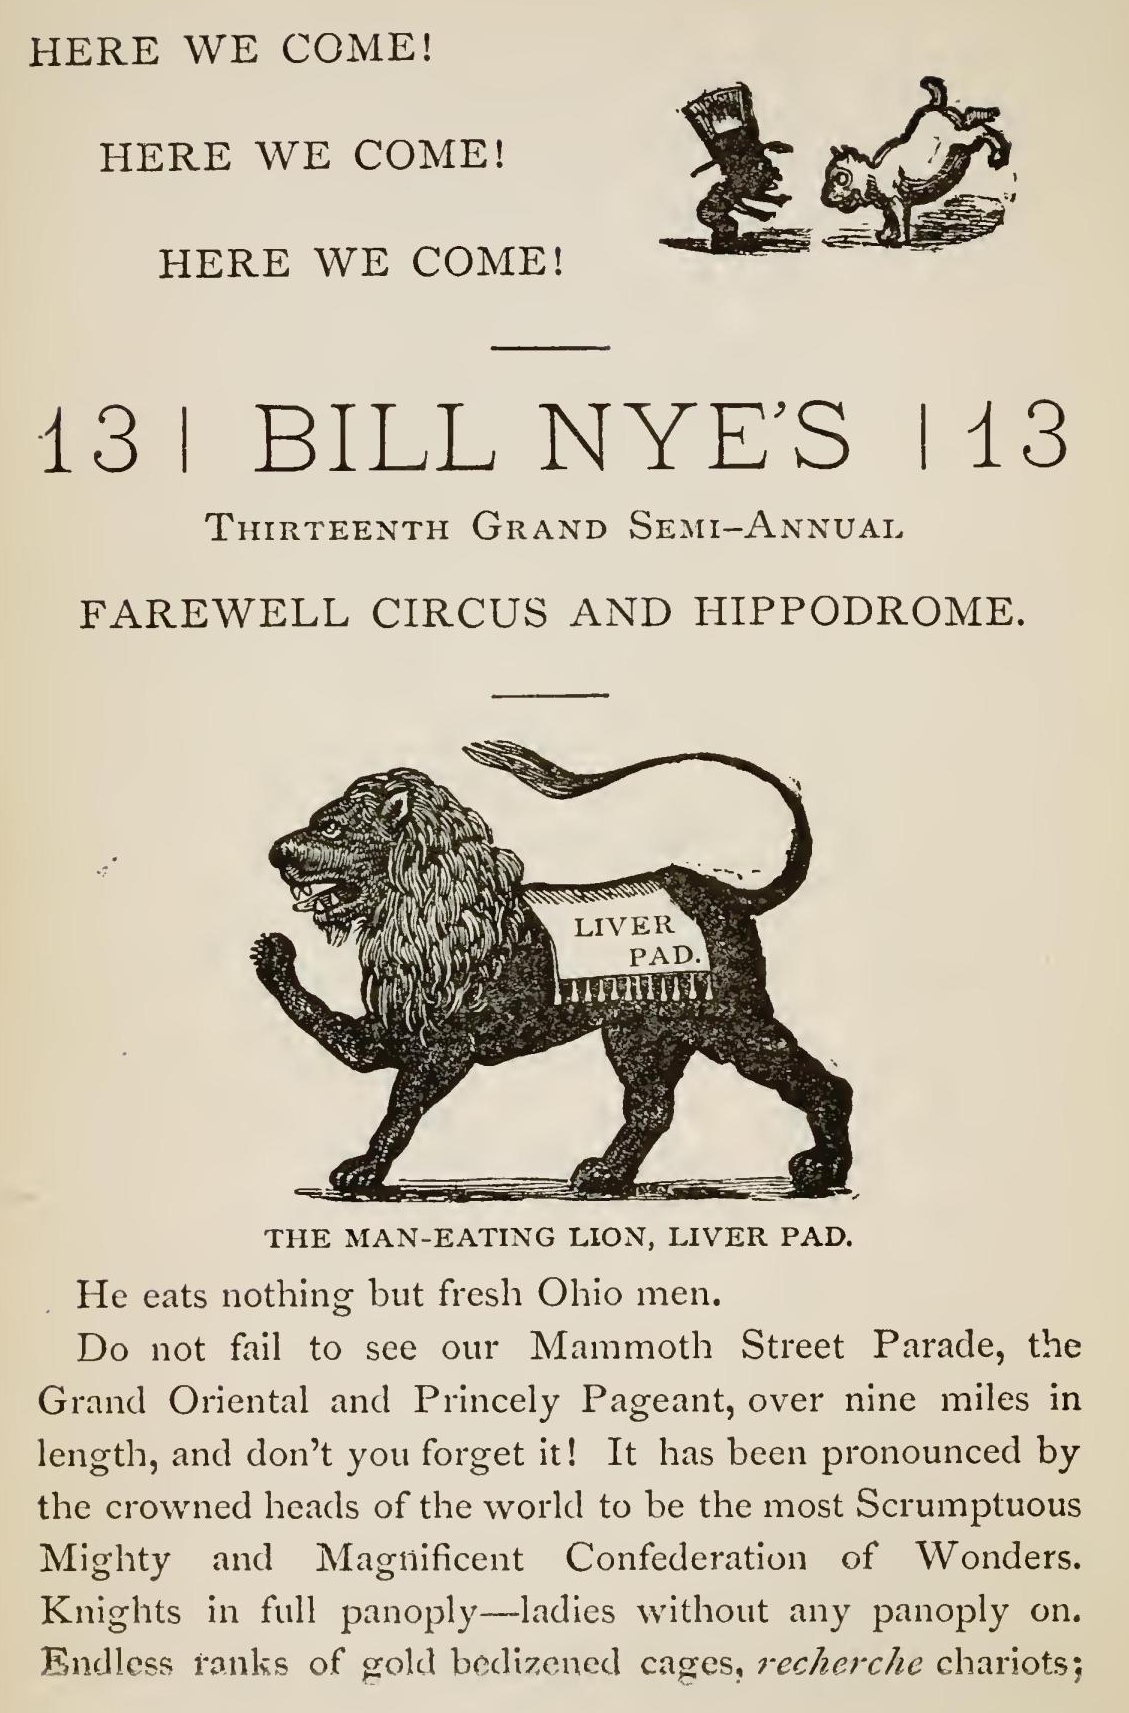 HERE WE COME!
HERE WE COME!
HERE WE COME!
13 | BILL NYE'S | 13
THIRTEENTH GRAND SEMI–ANNUAL
FAREWELL CIRCUS AND HIPPODROME.
LIVER
PAD.
THE MAN-EATING LION, LIVER PAD.
He eats nothing but fresh Ohio men.
Do not fail to see our Mammoth Street Parade, the
Grand Oriental and Princely Pageant, over nine miles in
length, and don't you forget it! It has been pronounced by
the crowned heads of the world to be the most Scrumptuous
Mighty and Magnificent Confederation of Wonders.
Knights in full panoply—ladies without any panoply on.
Endless ranks of gold bedizened cages, recherche chariots;